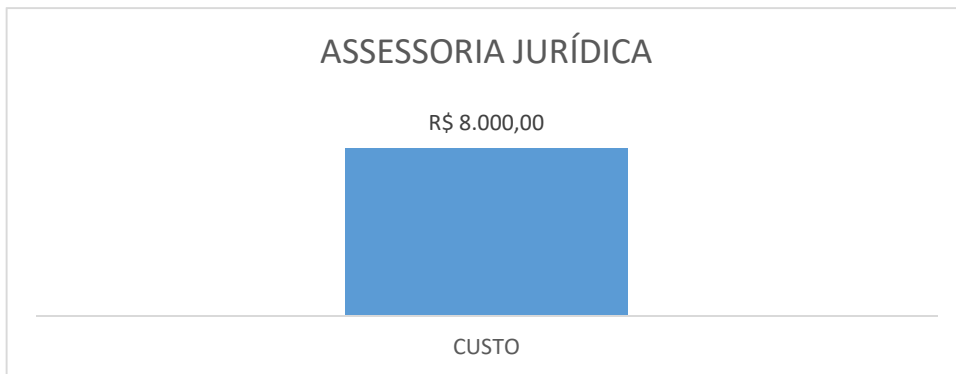 ASSESSORIA JURÍDICA
R$ 8.000,00
CUSTO